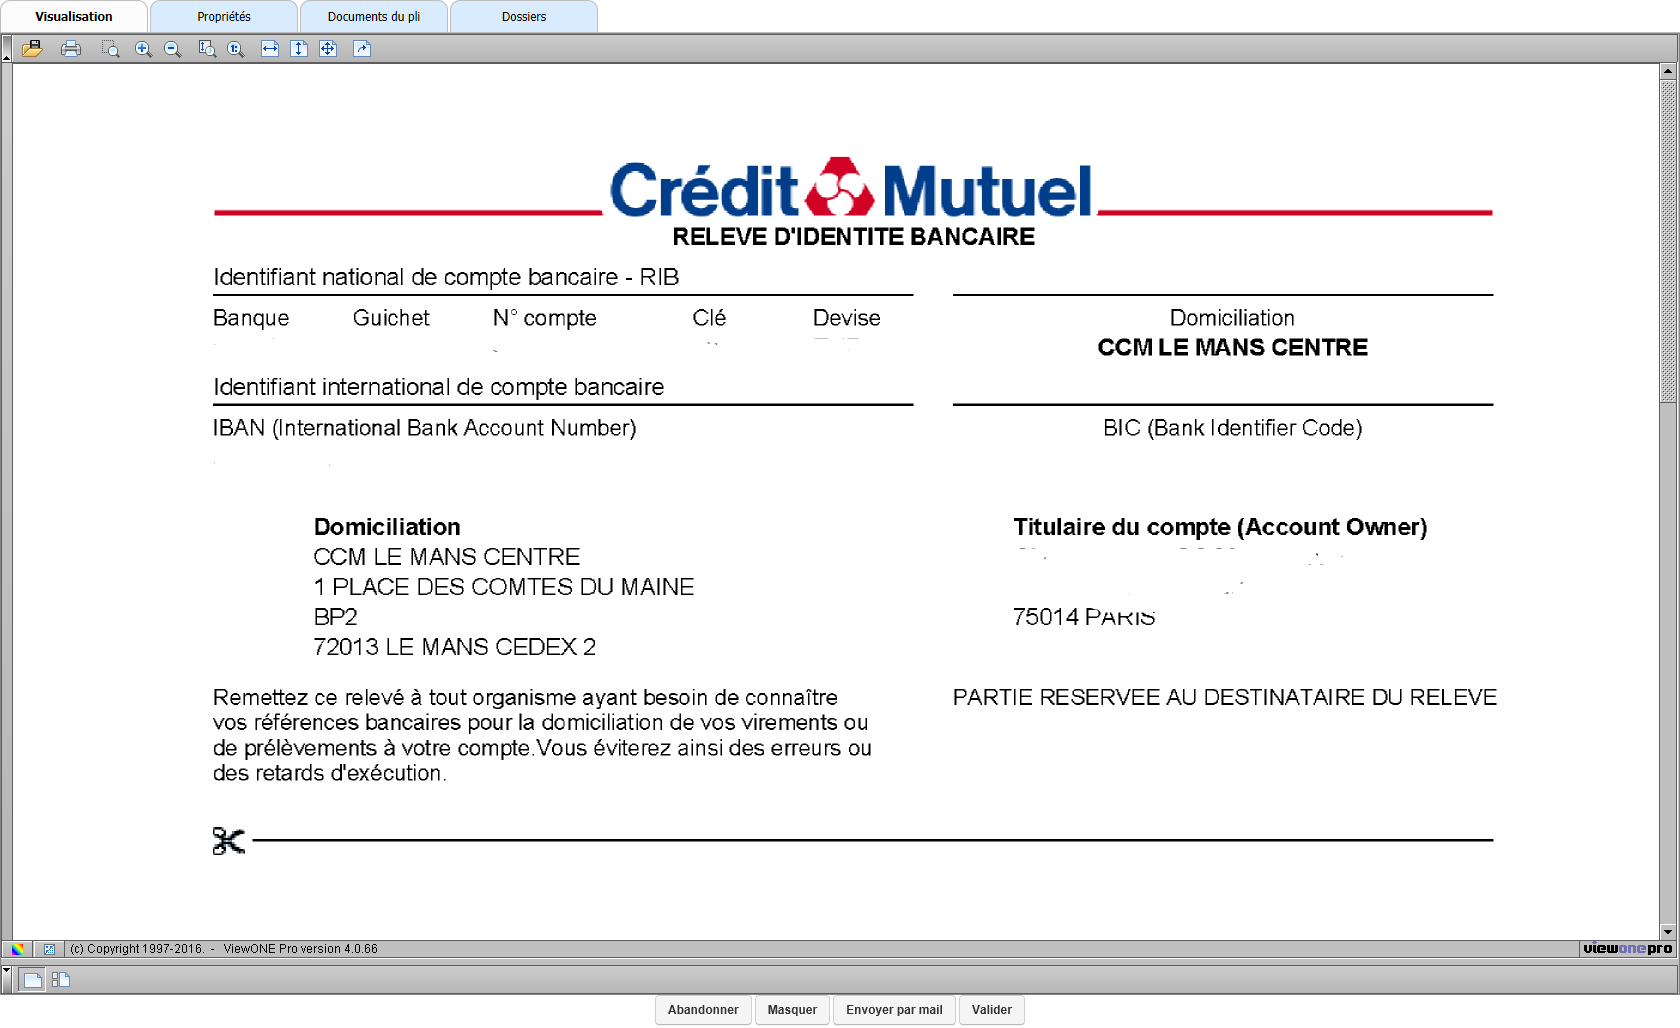 Visualisation
Propriétés
Documents du pli
Dossiers
Crédit Mutuel
RELEVE D'IDENTITE BANCAIRE
Identifiant national de compte bancaire - RIB
Banque Guichet N° compte Clé Devise
Domiciliation
CCM LE MANS CENTRE
Identifiant international de compte bancaire
IBAN (International Bank Account Number)
BIC (Bank Identifier Code)
Domiciliation
CCM LE MANS CENTRE
1 PLACE DES COMTES DU MAINE
BP2
72013 LE MANS CEDEX 2
Titulaire du compte (Account Owner)
75014 PARIS
Remettez ce relevé à tout organisme ayant besoin de connaître
vos références bancaires pour la domiciliation de vos virements ou
de prélèvements à votre compte.Vous éviterez ainsi des erreurs ou
des retards d'exécution.
PARTIE RESERVEE AU DESTINATAIRE DU RELEVE
(c) Copyright 1997-2016. - ViewONE Pro version 4.0.66
viewonepro
Abandonner
Masquer
Envoyer par mail
Valider